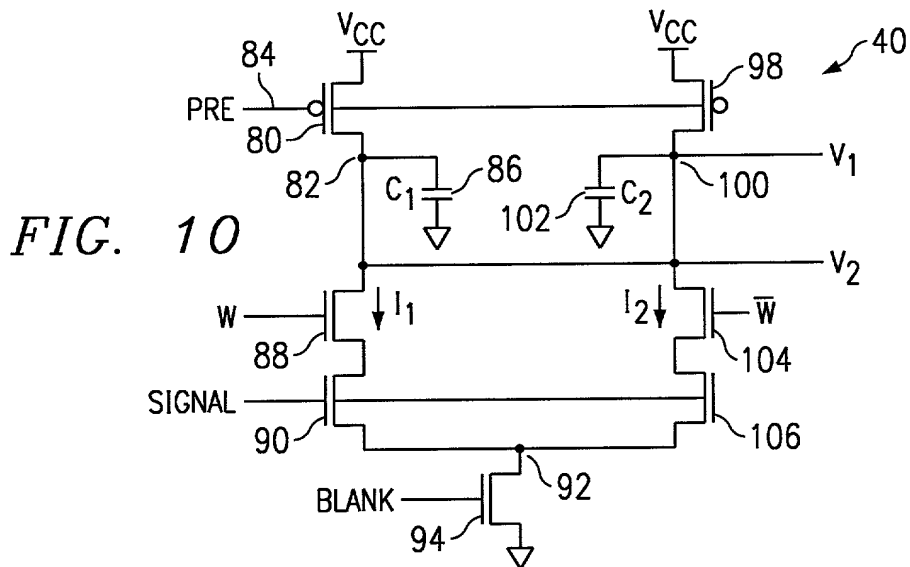 V_CC V_CC 40
84 98
PRE
80
82 86 100 V_1
C_1 102 C_2
FIG. 10
V_2
W I_1 I_2 W̅
88 104
SIGNAL
90 106
92
BLANK
94